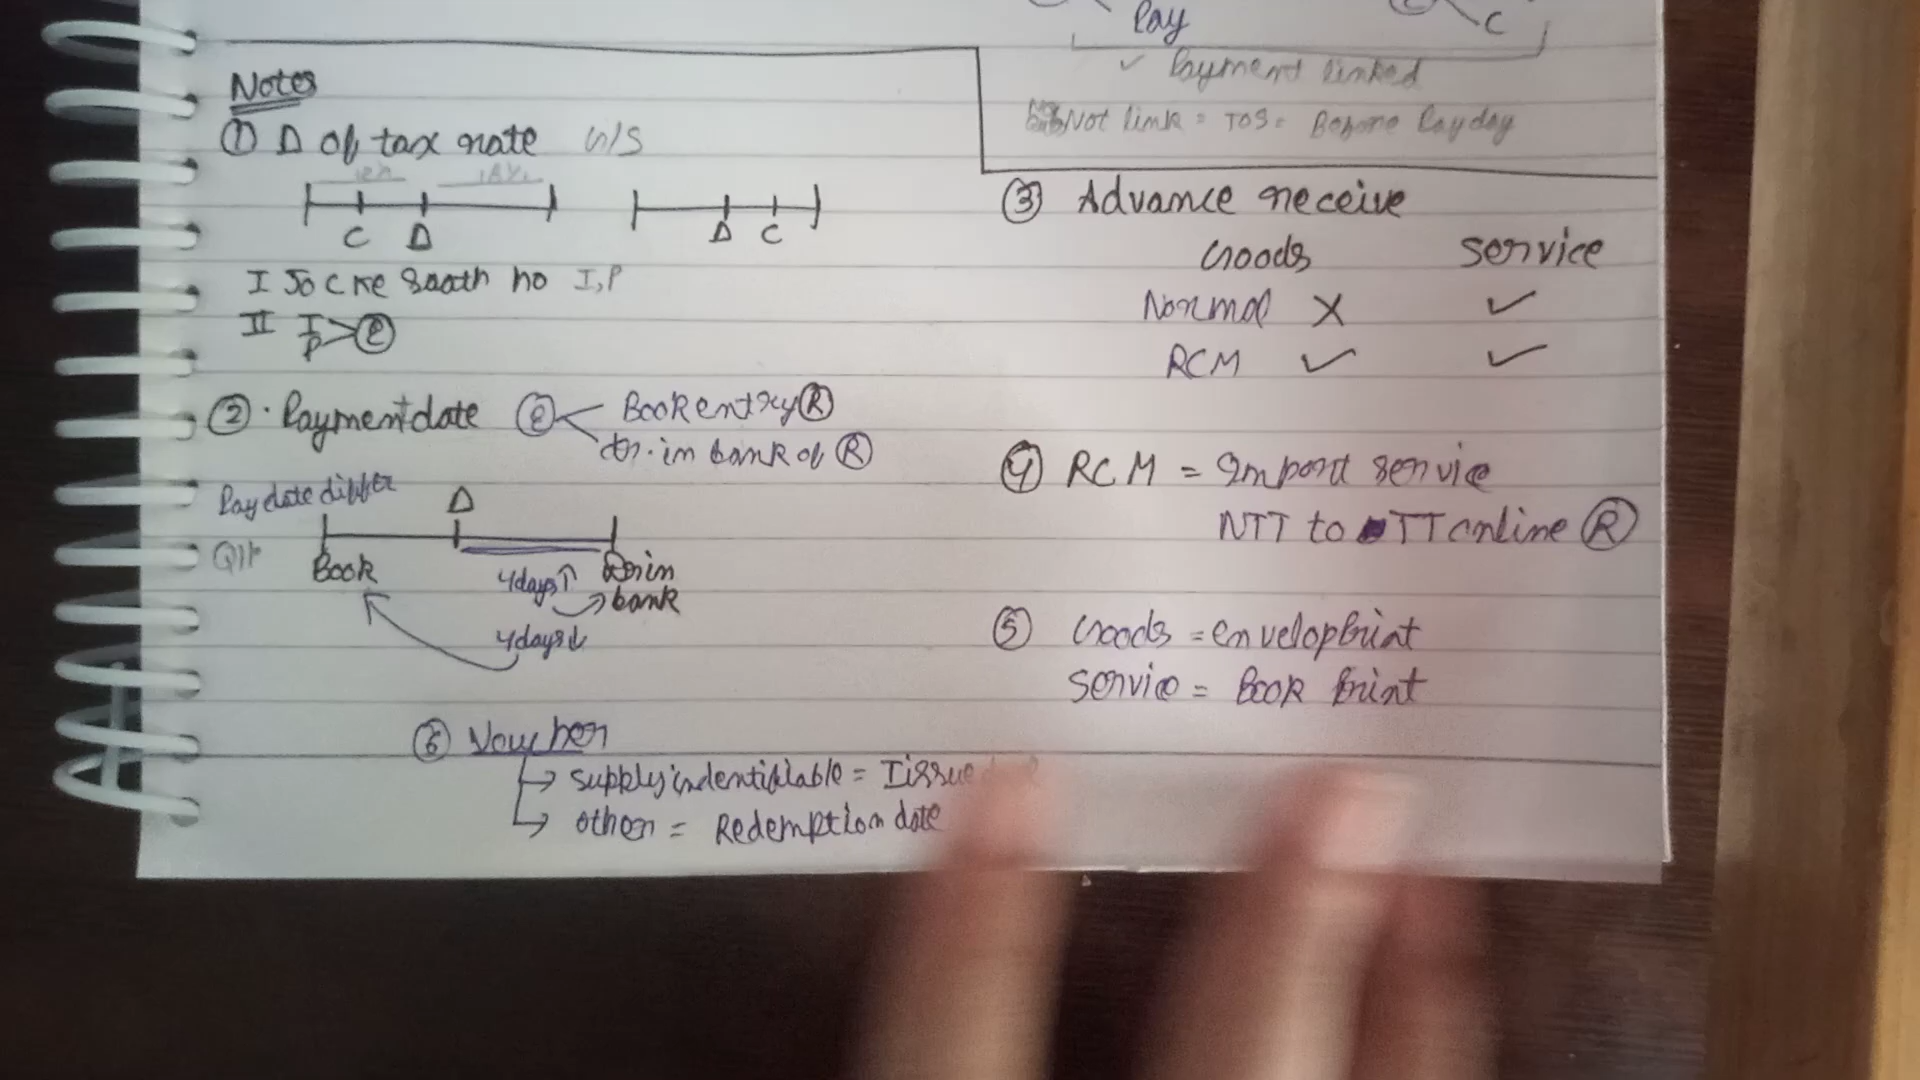 Pay
C
✓ Payment linked
Not link = TOS = Before Payday
Notes
① Δ of tax rate G/S
C Δ
Δ C
I Jo C ke saath ho I, P
II I P > Ⓔ
② · Payment date Ⓔ < Book entry Ⓡ
tr. in bank of Ⓡ
Pay date differ
Δ
Book
4days↑
in bank
4days↓
③ Advance receive
Goods Service
Normal X ✓
RCM ✓ ✓
④ RCM = Import service
NTT to TT online Ⓡ
⑤ Goods = envelop Print
Service = Book Print
⑥ Voucher
→ Supply indentifiable = Iissue
→ other = Redemption date